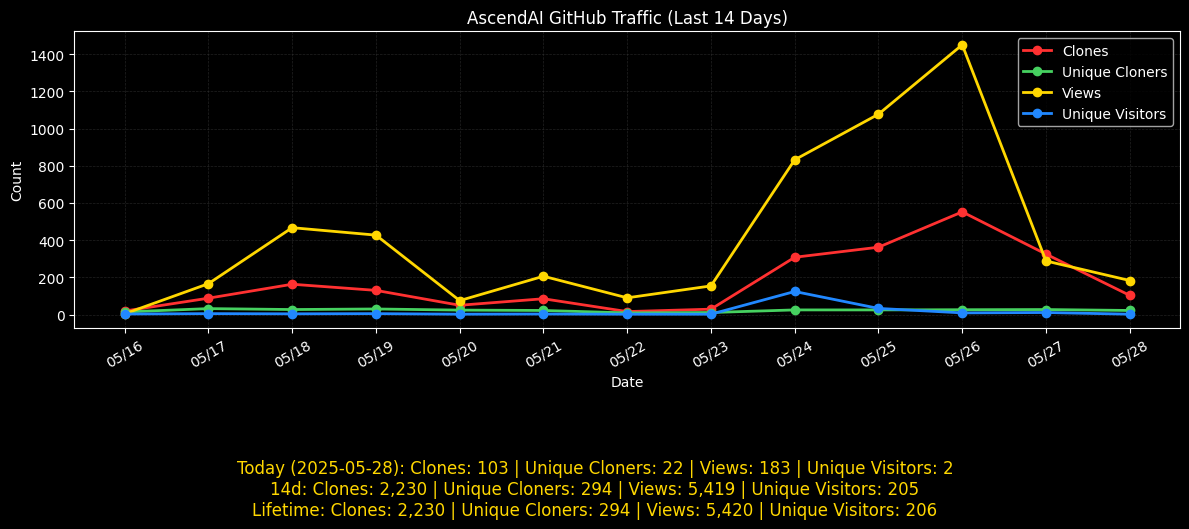 AscendAI GitHub Traffic (Last 14 Days)
1400
1200
1000
800
600
400
200
0
Count
Clones
Unique Cloners
Views
Unique Visitors
05/16 05/17 05/18 05/19 05/20 05/21 05/22 05/23 05/24 05/25 05/26 05/27 05/28
Date
Today (2025-05-28): Clones: 103 | Unique Cloners: 22 | Views: 183 | Unique Visitors: 2
14d: Clones: 2,230 | Unique Cloners: 294 | Views: 5,419 | Unique Visitors: 205
Lifetime: Clones: 2,230 | Unique Cloners: 294 | Views: 5,420 | Unique Visitors: 206